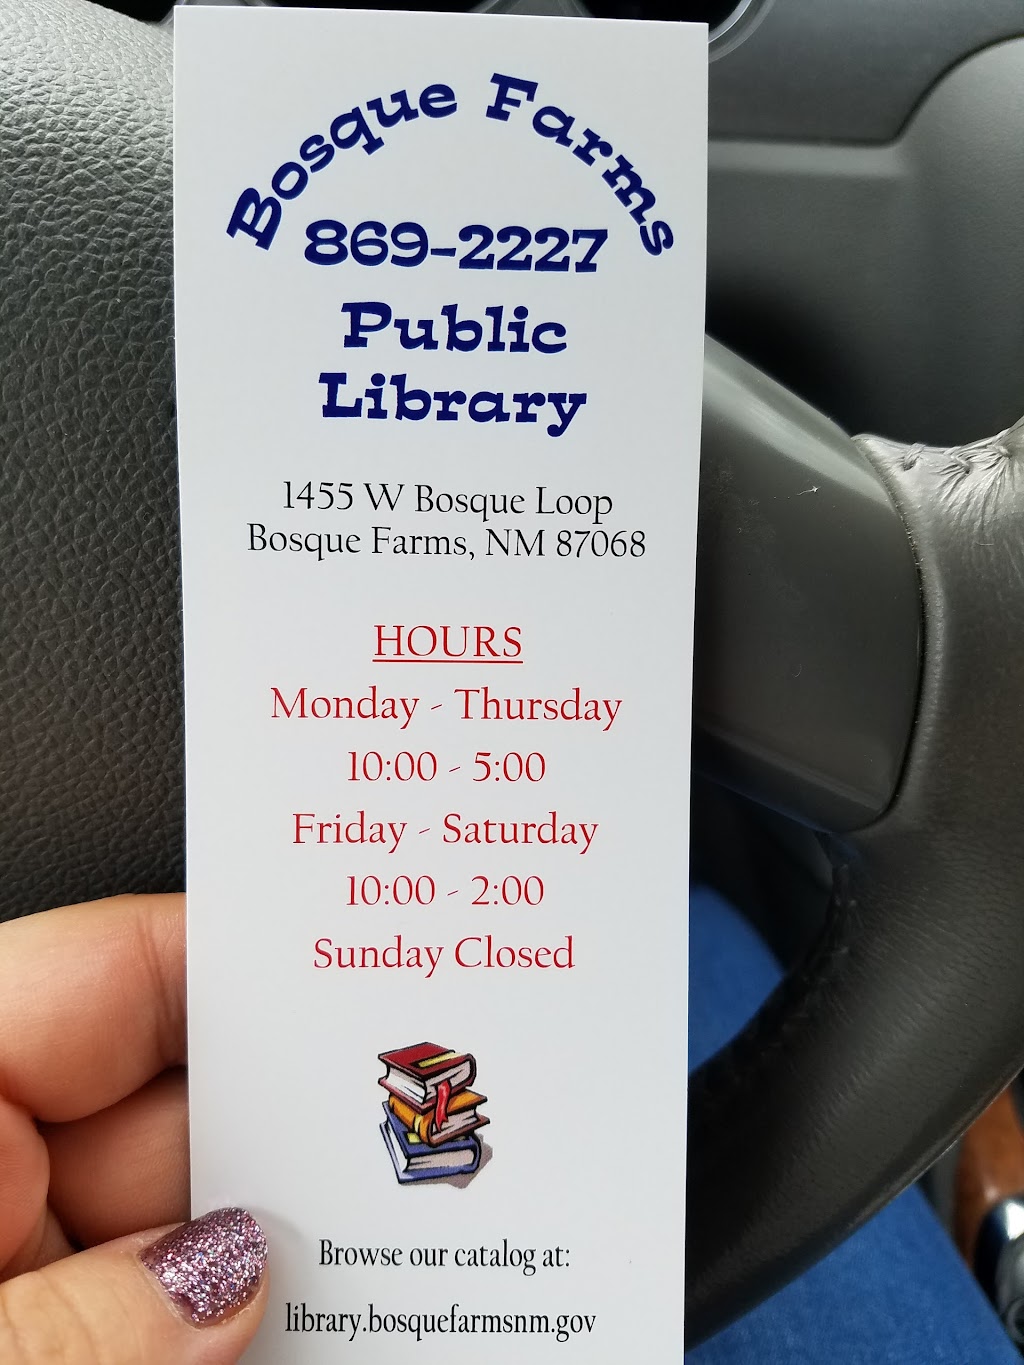 Bosque Farms
869-2227
Public
Library
1455 W Bosque Loop
Bosque Farms, NM 87068
HOURS
Monday - Thursday
10:00 - 5:00
Friday - Saturday
10:00 - 2:00
Sunday Closed
Browse our catalog at:
library.bosquefarmsnm.gov